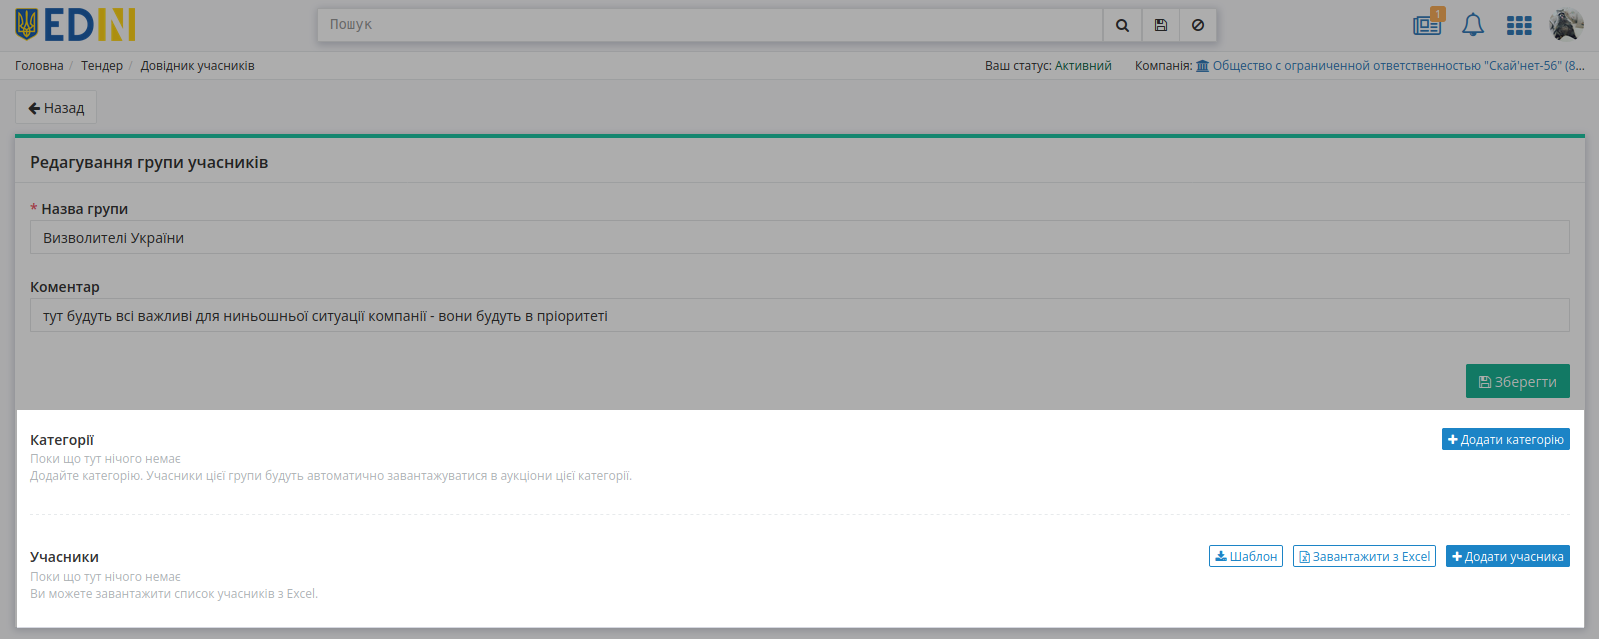 EDIN
Пошук
1
Головна / Тендер / Довідник учасників
Ваш статус: Активний
Компанія: Общество с ограниченной ответственностью "Скай'нет-56" (8...
Назад
Редагування групи учасників
* Назва групи
Визволителі України
Коментар
тут будуть всі важливі для ниньошньої ситуації компанії - вони будуть в пріоритеті
Зберегти
Категорії
Додати категорію
Поки що тут нічого немає
Додайте категорію. Учасники цієї групи будуть автоматично завантажуватися в аукціони цієї категорії.
Учасники
Шаблон
Завантажити з Excel
Додати учасника
Поки що тут нічого немає
Ви можете завантажити список учасників з Excel.